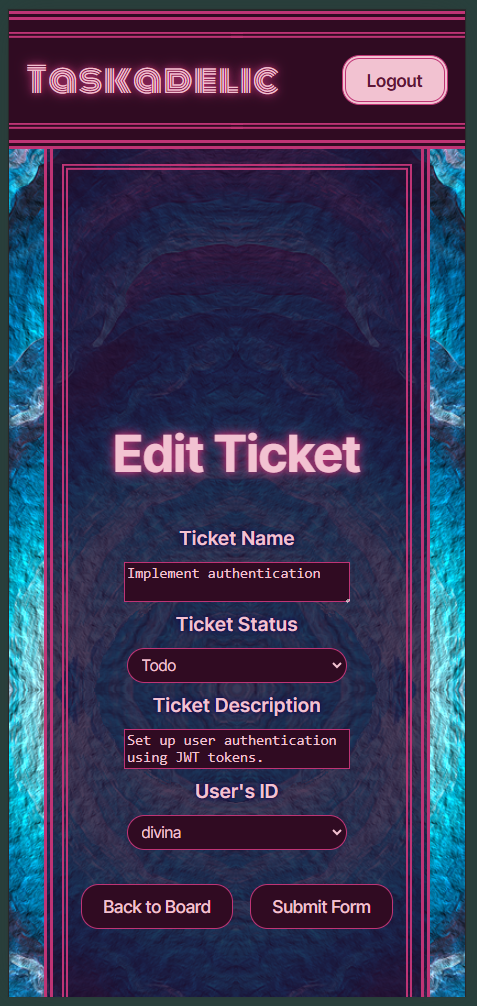 TASKADELIC
Logout
Edit Ticket
Ticket Name
Implement authentication
Ticket Status
Todo
Ticket Description
Set up user authentication
using JWT tokens.
User's ID
divina
Back to Board
Submit Form